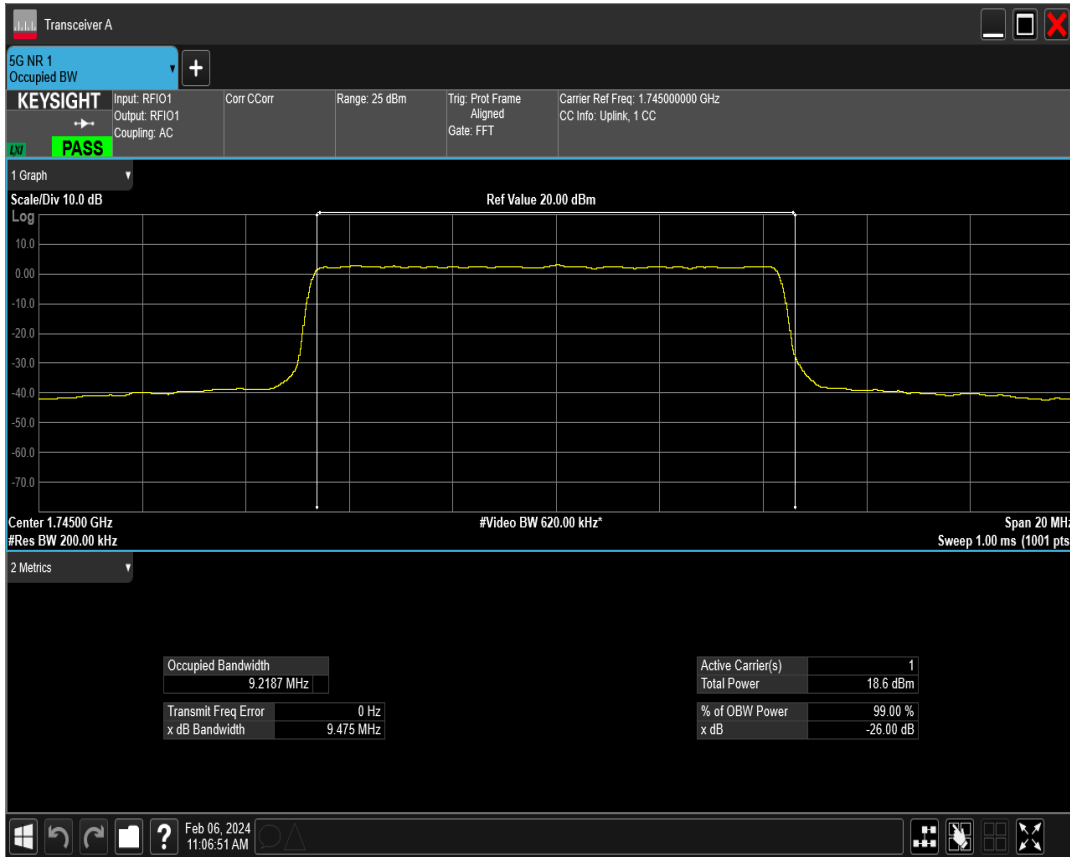 Transceiver A
5G NR 1
Occupied BW
KEYSIGHT
LXI
PASS
Input: RFIO1
Output: RFIO1
Coupling: AC
Corr CCorr
Range: 25 dBm
Trig: Prot Frame
Aligned
Gate: FFT
Carrier Ref Freq: 1.745000000 GHz
CC Info: Uplink, 1 CC
1 Graph
Scale/Div 10.0 dB
Ref Value 20.00 dBm
Log
10.0
0.00
-10.0
-20.0
-30.0
-40.0
-50.0
-60.0
-70.0
Center 1.74500 GHz
#Video BW 620.00 kHz*
Span 20 MHz
#Res BW 200.00 kHz
Sweep 1.00 ms (1001 pts
2 Metrics
Occupied Bandwidth
9.2187 MHz
Transmit Freq Error 0 Hz
x dB Bandwidth 9.475 MHz
Active Carrier(s) 1
Total Power 18.6 dBm
% of OBW Power 99.00 %
x dB -26.00 dB
?
Feb 06, 2024
11:06:51 AM